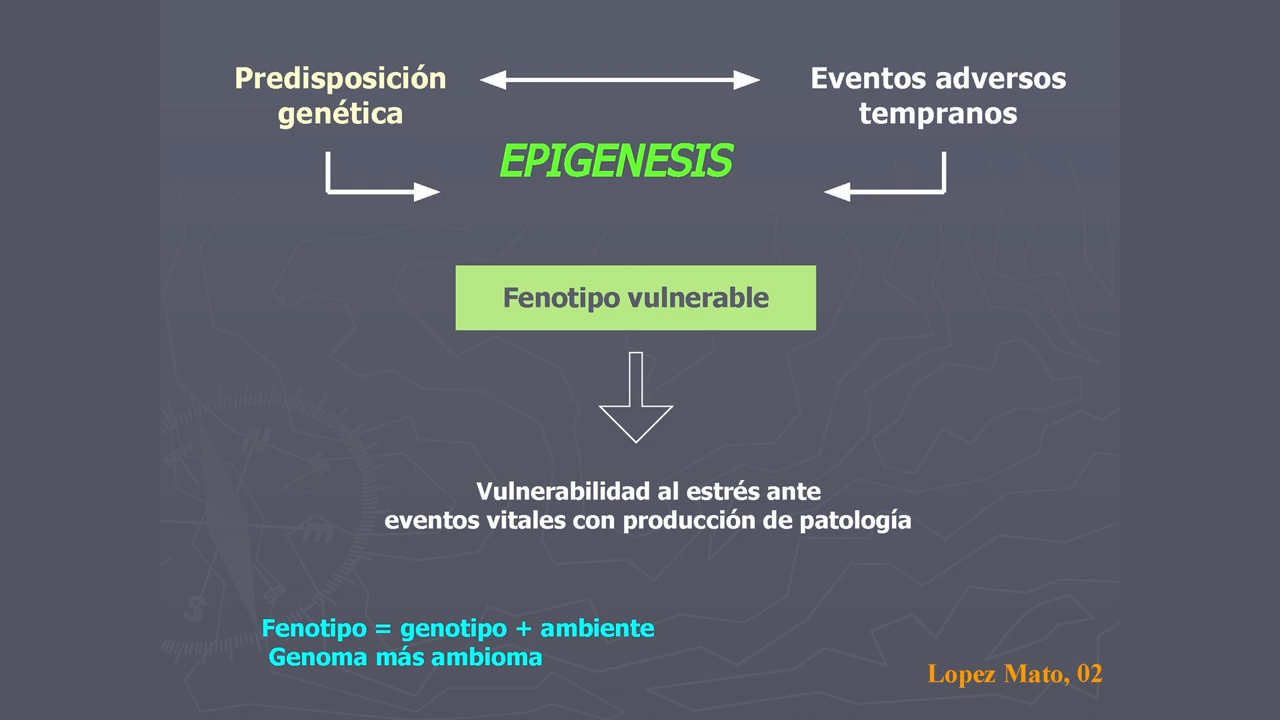 Predisposición
genética
Eventos adversos
tempranos
EPIGENESIS
Fenotipo vulnerable
Vulnerabilidad al estrés ante
eventos vitales con producción de patología
Fenotipo = genotipo + ambiente
Genoma más ambioma
Lopez Mato, 02
N
E
S